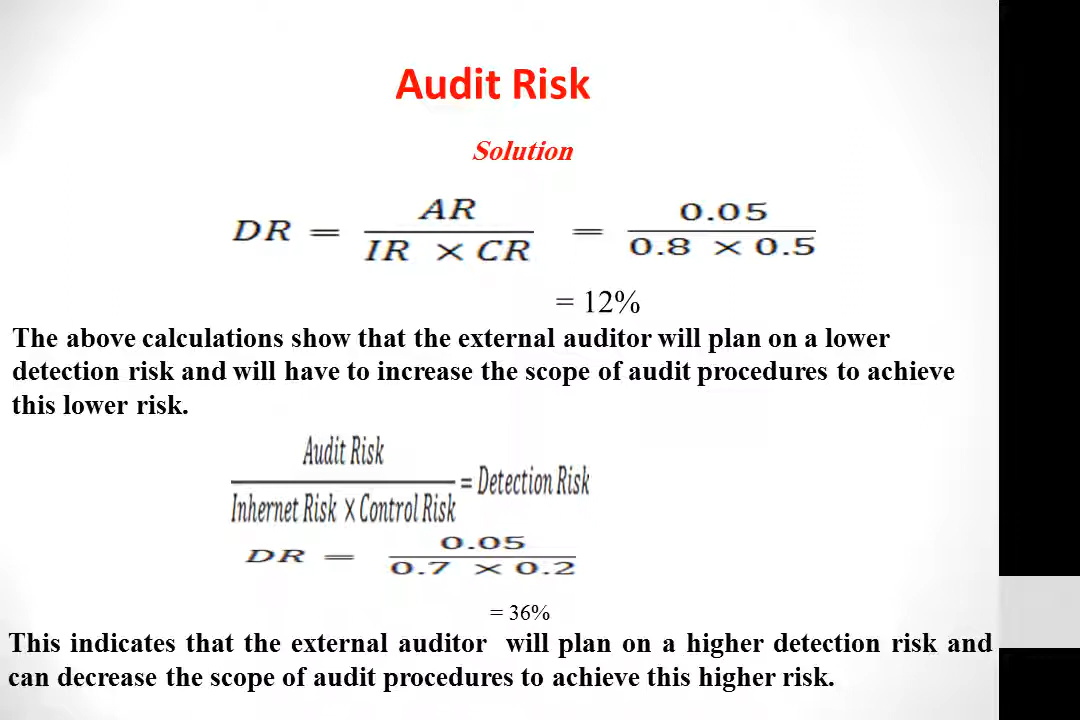 Audit Risk
Solution
DR = AR / IR × CR = 0.05 / 0.8 × 0.5
= 12%
The above calculations show that the external auditor will plan on a lower
detection risk and will have to increase the scope of audit procedures to achieve
this lower risk.
Audit Risk / Inhernet Risk X Control Risk = Detection Risk
DR = 0.05 / 0.7 × 0.2
= 36%
This indicates that the external auditor will plan on a higher detection risk and
can decrease the scope of audit procedures to achieve this higher risk.